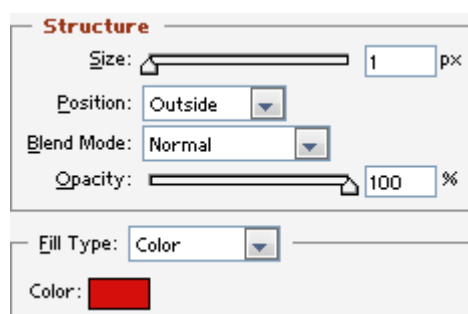 Structure
Size: 1 px
Position: Outside
Blend Mode: Normal
Opacity: 100 %
Fill Type: Color
Color: